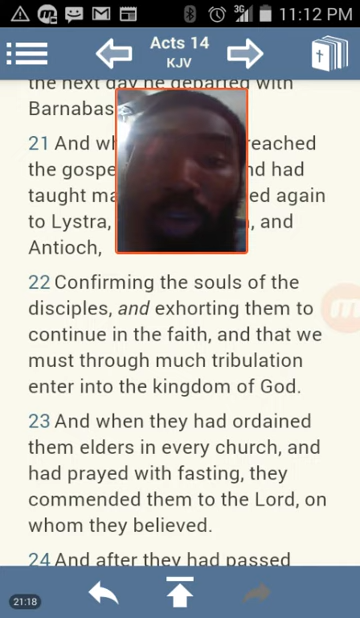 3G
11:12 PM
Acts 14
KJV
the next day he departed with
Barnabas
21 And reached
the gospe nd had
taught ma ed again
to Lystra, , and
Antioch,
22 Confirming the souls of the
disciples, and exhorting them to
continue in the faith, and that we
must through much tribulation
enter into the kingdom of God.
23 And when they had ordained
them elders in every church, and
had prayed with fasting, they
commended them to the Lord, on
whom they believed.
24 And after they had passed
21:18